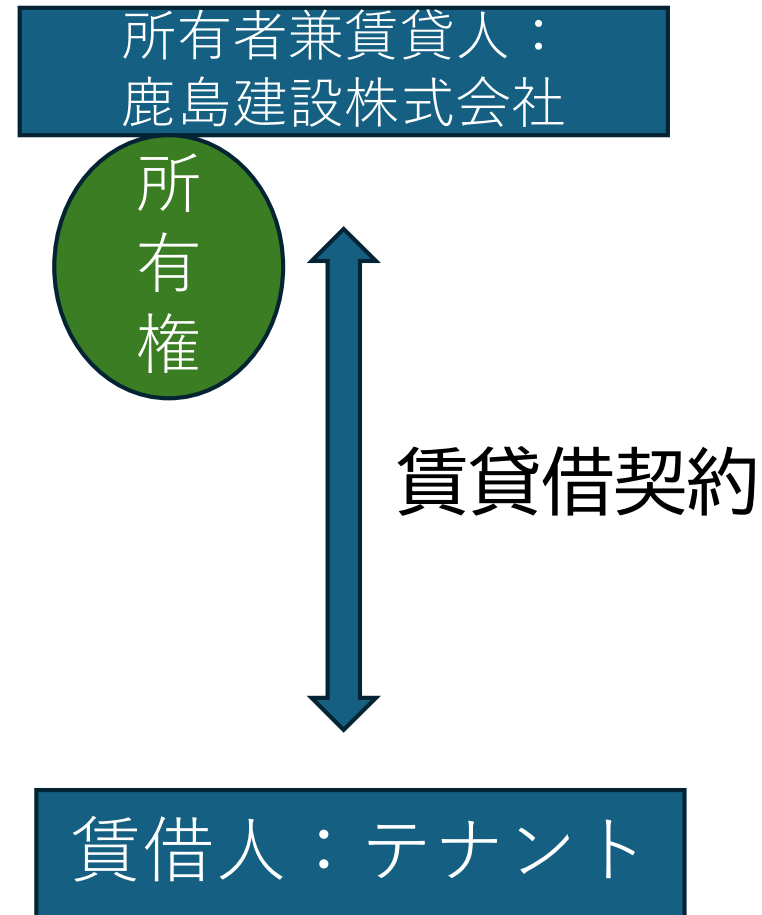 所有者兼賃貸人：
鹿島建設株式会社
所
有
権
賃貸借契約
賃借人：テナント